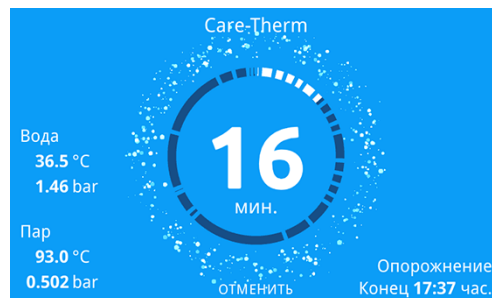 Care-Therm
Вода
36.5 °C
1.46 bar
16
мин.
Пар
93.0 °C
0.502 bar
ОТМЕНИТЬ
Опорожнение
Конец 17:37 час.